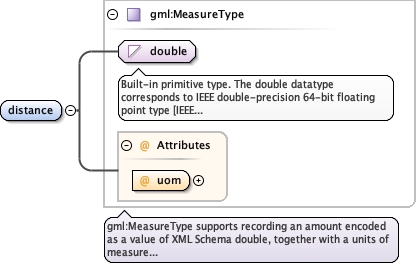 gml:MeasureType
double
Built-in primitive type. The double datatype
corresponds to IEEE double-precision 64-bit floating
point type [IEEE...
distance
@ Attributes
@ uom
gml:MeasureType supports recording an amount encoded
as a value of XML Schema double, together with a units of
measure...